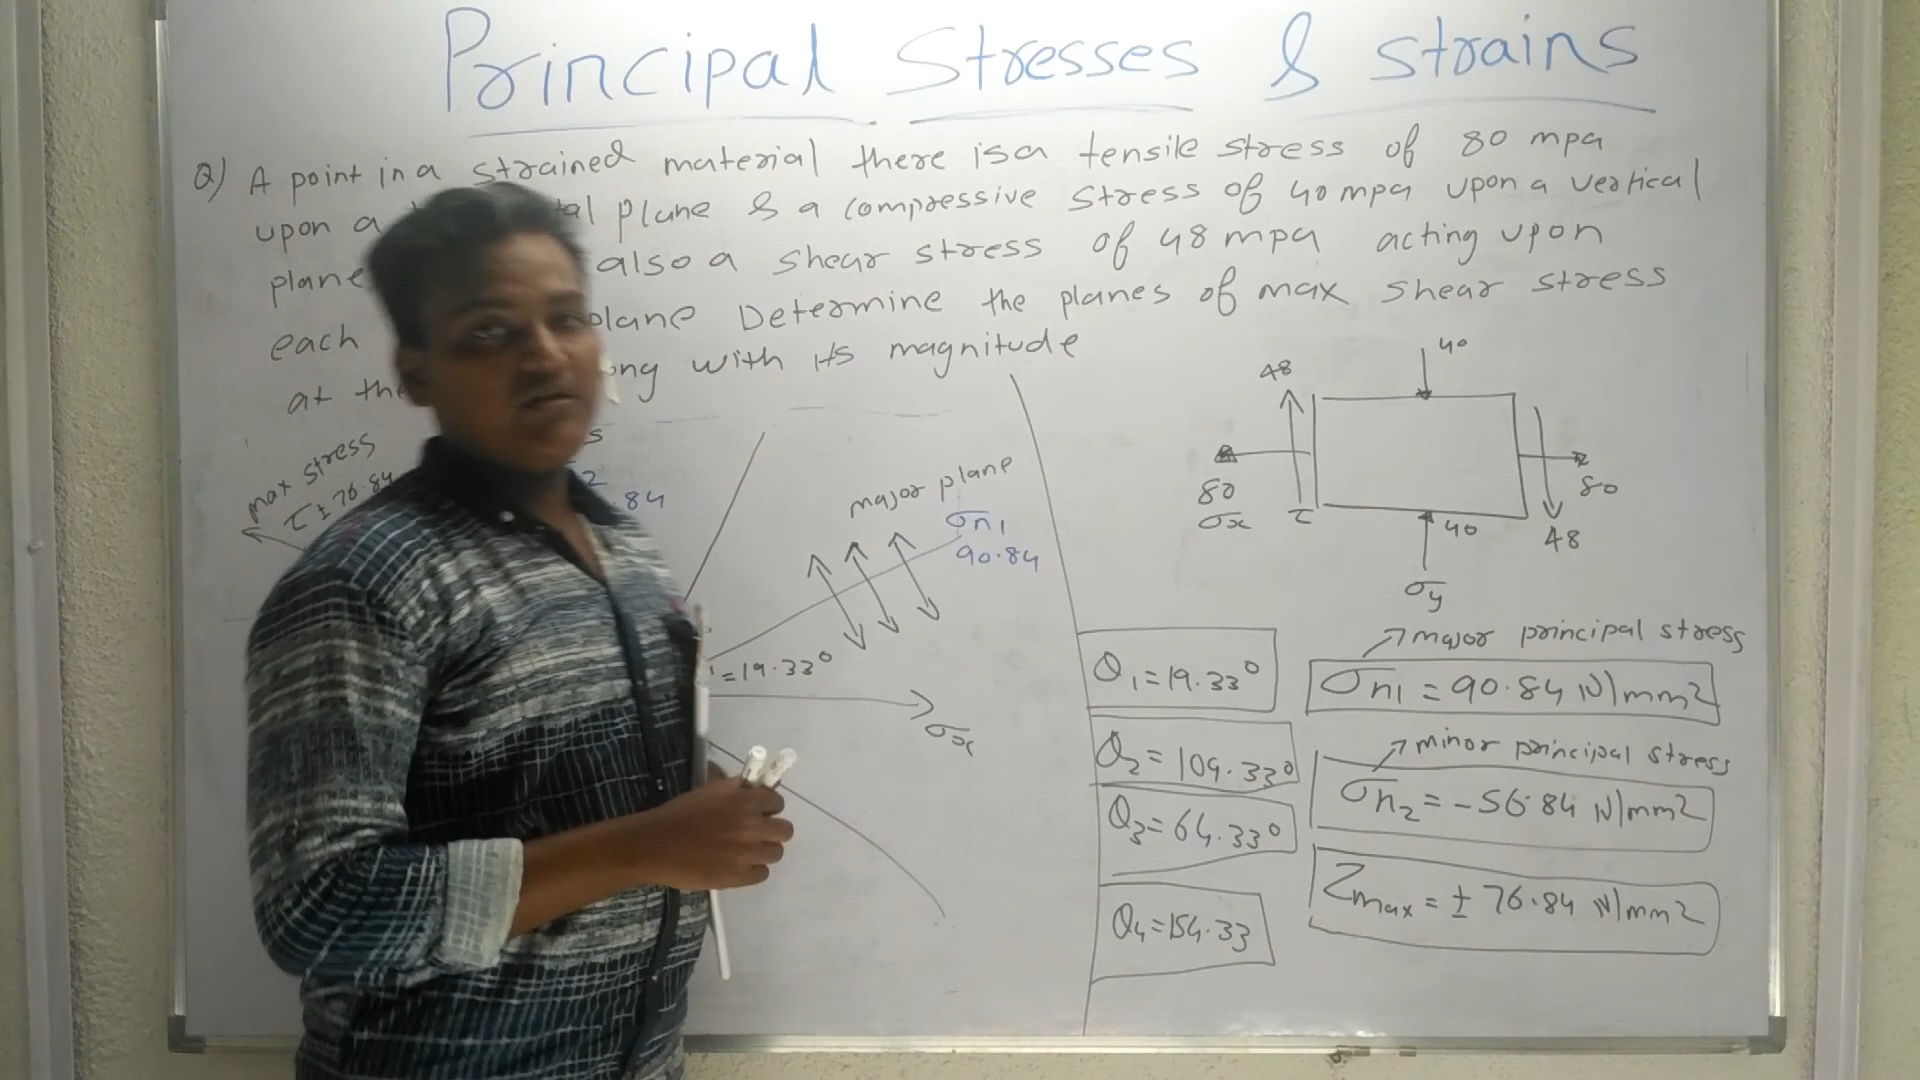 Principal Stresses & strains
Q) A point in a strained material there is a tensile stress of 80 mpa
upon a tal plane & a compressive stress of 40 mpa upon a vertical
plane also a shear stress of 48 mpa acting upon
each plane Determine the planes of max shear stress
at the ong with its magnitude
max stress
τ ± 76.84
s
2
84
major plane
σn1
90.84
= 19.33°
σx
48
40
80
σx
τ
40
80
48
σy
θ1 = 19.33°
θ2 = 109.33°
θ3 = 64.33°
θ4 = 154.33
major principal stress
σn1 = 90.84 N/mm2
minor principal stress
σn2 = -56.84 N/mm2
Zmax = ± 76.84 N/mm2